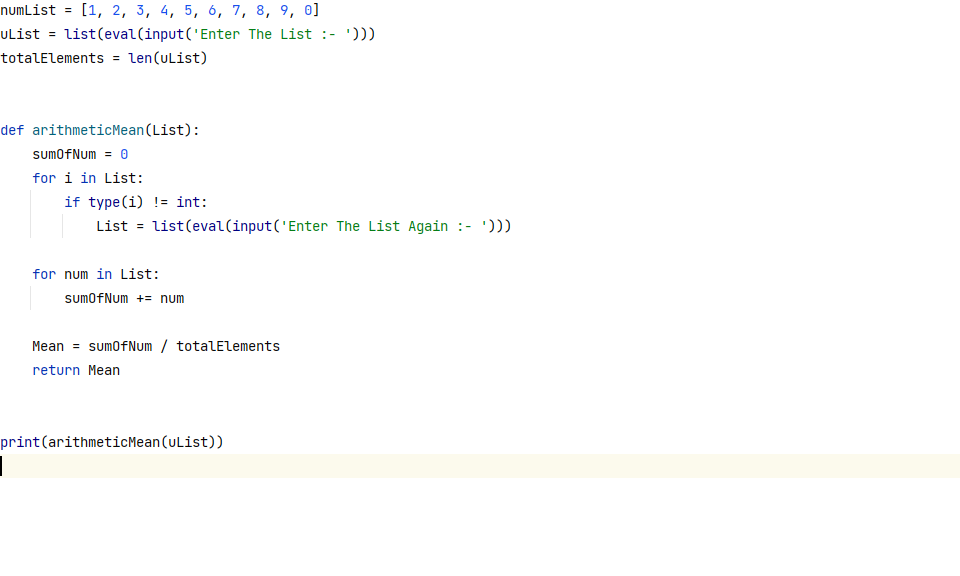 numList = [1, 2, 3, 4, 5, 6, 7, 8, 9, 0]
uList = list(eval(input('Enter The List :- ')))
totalElements = len(uList)
def arithmeticMean(List):
    sumOfNum = 0
    for i in List:
        if type(i) != int:
            List = list(eval(input('Enter The List Again :- ')))
    for num in List:
        sumOfNum += num
    Mean = sumOfNum / totalElements
    return Mean
print(arithmeticMean(uList))